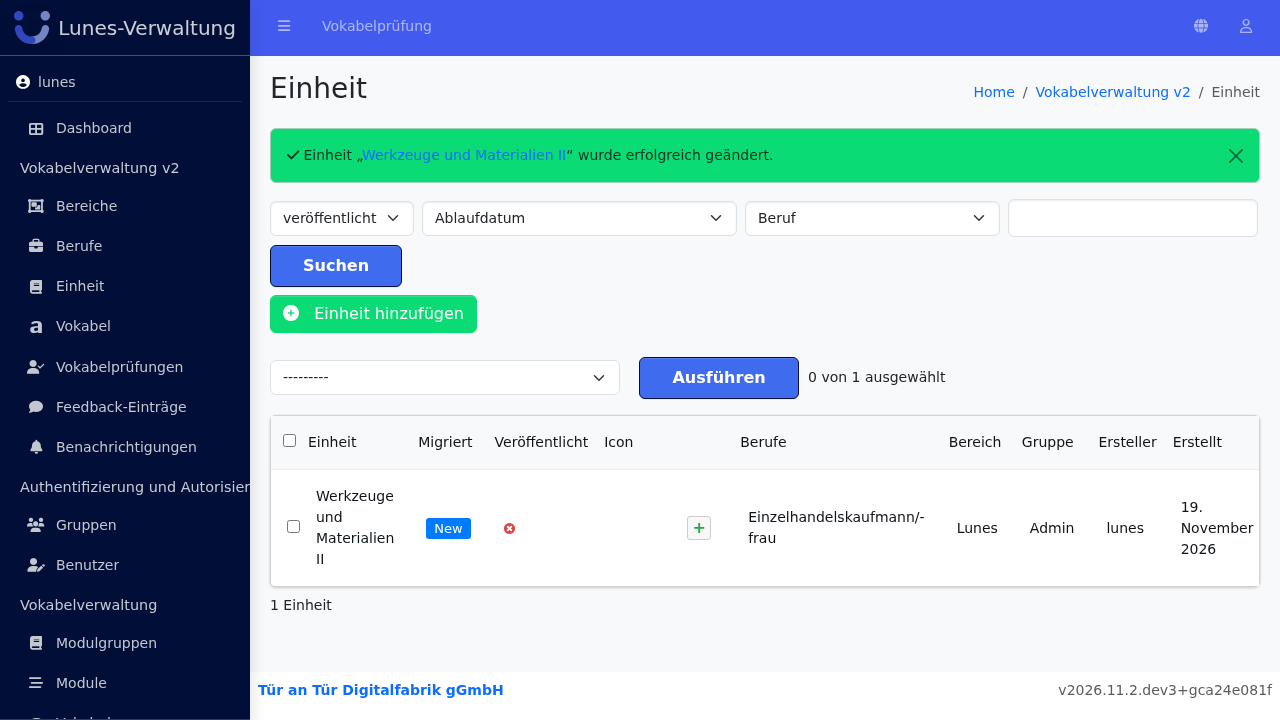 Lunes-Verwaltung
Vokabelprüfung
lunes
Dashboard
Vokabelverwaltung v2
Bereiche
Berufe
Einheit
Vokabel
Vokabelprüfungen
Feedback-Einträge
Benachrichtigungen
Authentifizierung und Autorisier
Gruppen
Benutzer
Vokabelverwaltung
Modulgruppen
Module
Einheit
Home / Vokabelverwaltung v2 / Einheit
Einheit „Werkzeuge und Materialien II“ wurde erfolgreich geändert.
veröffentlicht Ablaufdatum Beruf
Suchen
Einheit hinzufügen
--------- Ausführen 0 von 1 ausgewählt
Einheit Migriert Veröffentlicht Icon Berufe Bereich Gruppe Ersteller Erstellt
Werkzeuge
und
Materialien
II
New
Einzelhandelskaufmann/-
frau
Lunes
Admin
lunes
19.
November
2026
1 Einheit
Tür an Tür Digitalfabrik gGmbH
v2026.11.2.dev3+gca24e081f